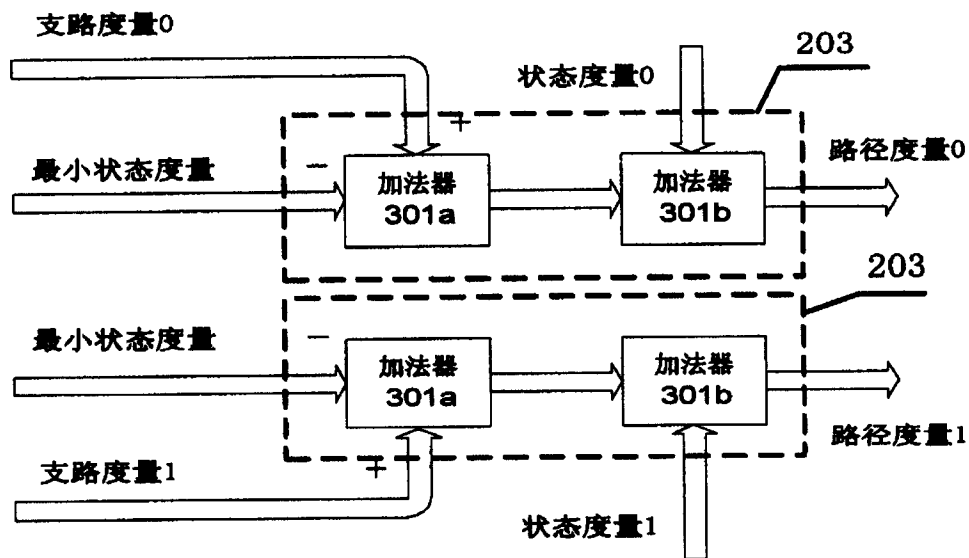 支路度量0
203
状态度量0
+
路径度量0
最小状态度量
−
加法器
301a
加法器
301b
203
最小状态度量
−
加法器
301a
加法器
301b
路径度量1
支路度量1
+
状态度量1